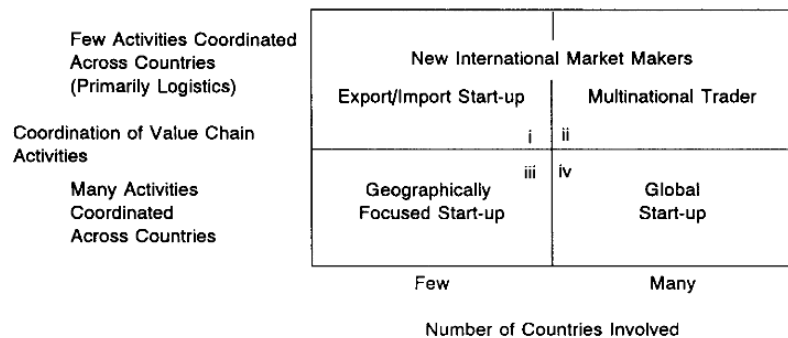 Few Activities Coordinated
Across Countries
(Primarily Logistics)
New International Market Makers
Export/Import Start-up
Multinational Trader
i
ii
Coordination of Value Chain
Activities
iii
iv
Many Activities
Coordinated
Across Countries
Geographically
Focused Start-up
Global
Start-up
Few
Many
Number of Countries Involved